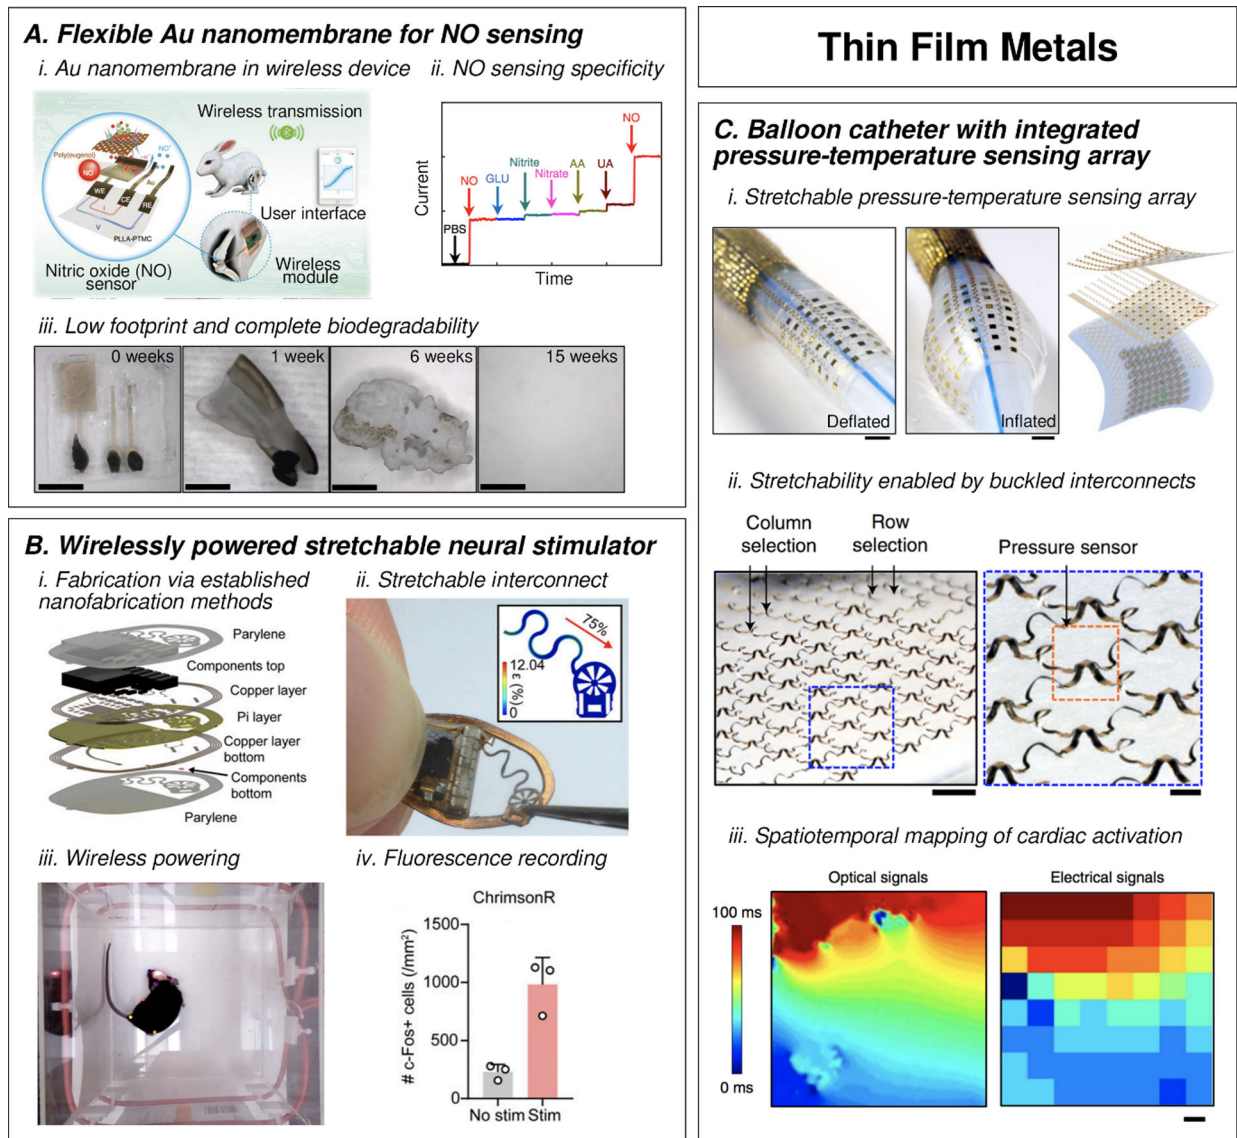 A. Flexible Au nanomembrane for NO sensing
i. Au nanomembrane in wireless device
Wireless transmission
Poly(eugenol)
NO
NO⁺
Au
WE
CE
RE
I
V
PLLA-PTMC
Nitric oxide (NO)
sensor
User interface
Wireless
module
ii. NO sensing specificity
Current
PBS
NO
GLU
Nitrite
Nitrate
AA
UA
NO
Time
iii. Low footprint and complete biodegradability
0 weeks
1 week
6 weeks
15 weeks
B. Wirelessly powered stretchable neural stimulator
i. Fabrication via established
nanofabrication methods
Parylene
Components top
Copper layer
Pi layer
Copper layer
bottom
Components
bottom
Parylene
ii. Stretchable interconnect
75%
0 (%) ε 12.04
iii. Wireless powering
iv. Fluorescence recording
ChrimsonR
# c-Fos+ cells (/mm²)
1500
1000
500
0
No stim
Stim
Thin Film Metals
C. Balloon catheter with integrated
pressure-temperature sensing array
i. Stretchable pressure-temperature sensing array
Deflated
Inflated
ii. Stretchability enabled by buckled interconnects
Column
selection
Row
selection
Pressure sensor
iii. Spatiotemporal mapping of cardiac activation
Optical signals
Electrical signals
100 ms
0 ms